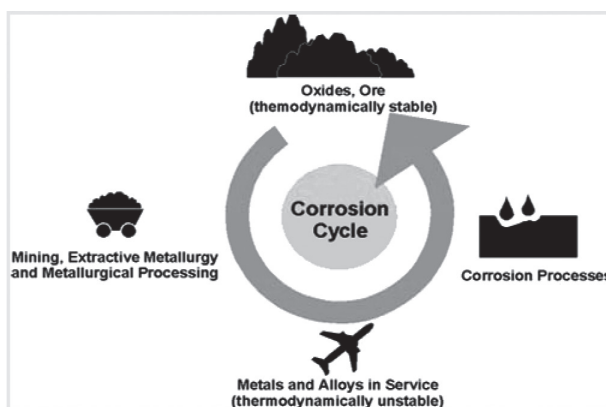 Oxides, Ore
(themodynamically stable)
Corrosion
Cycle
Mining, Extractive Metallurgy
and Metallurgical Processing
Corrosion Processes
Metals and Alloys in Service
(thermodynamically unstable)